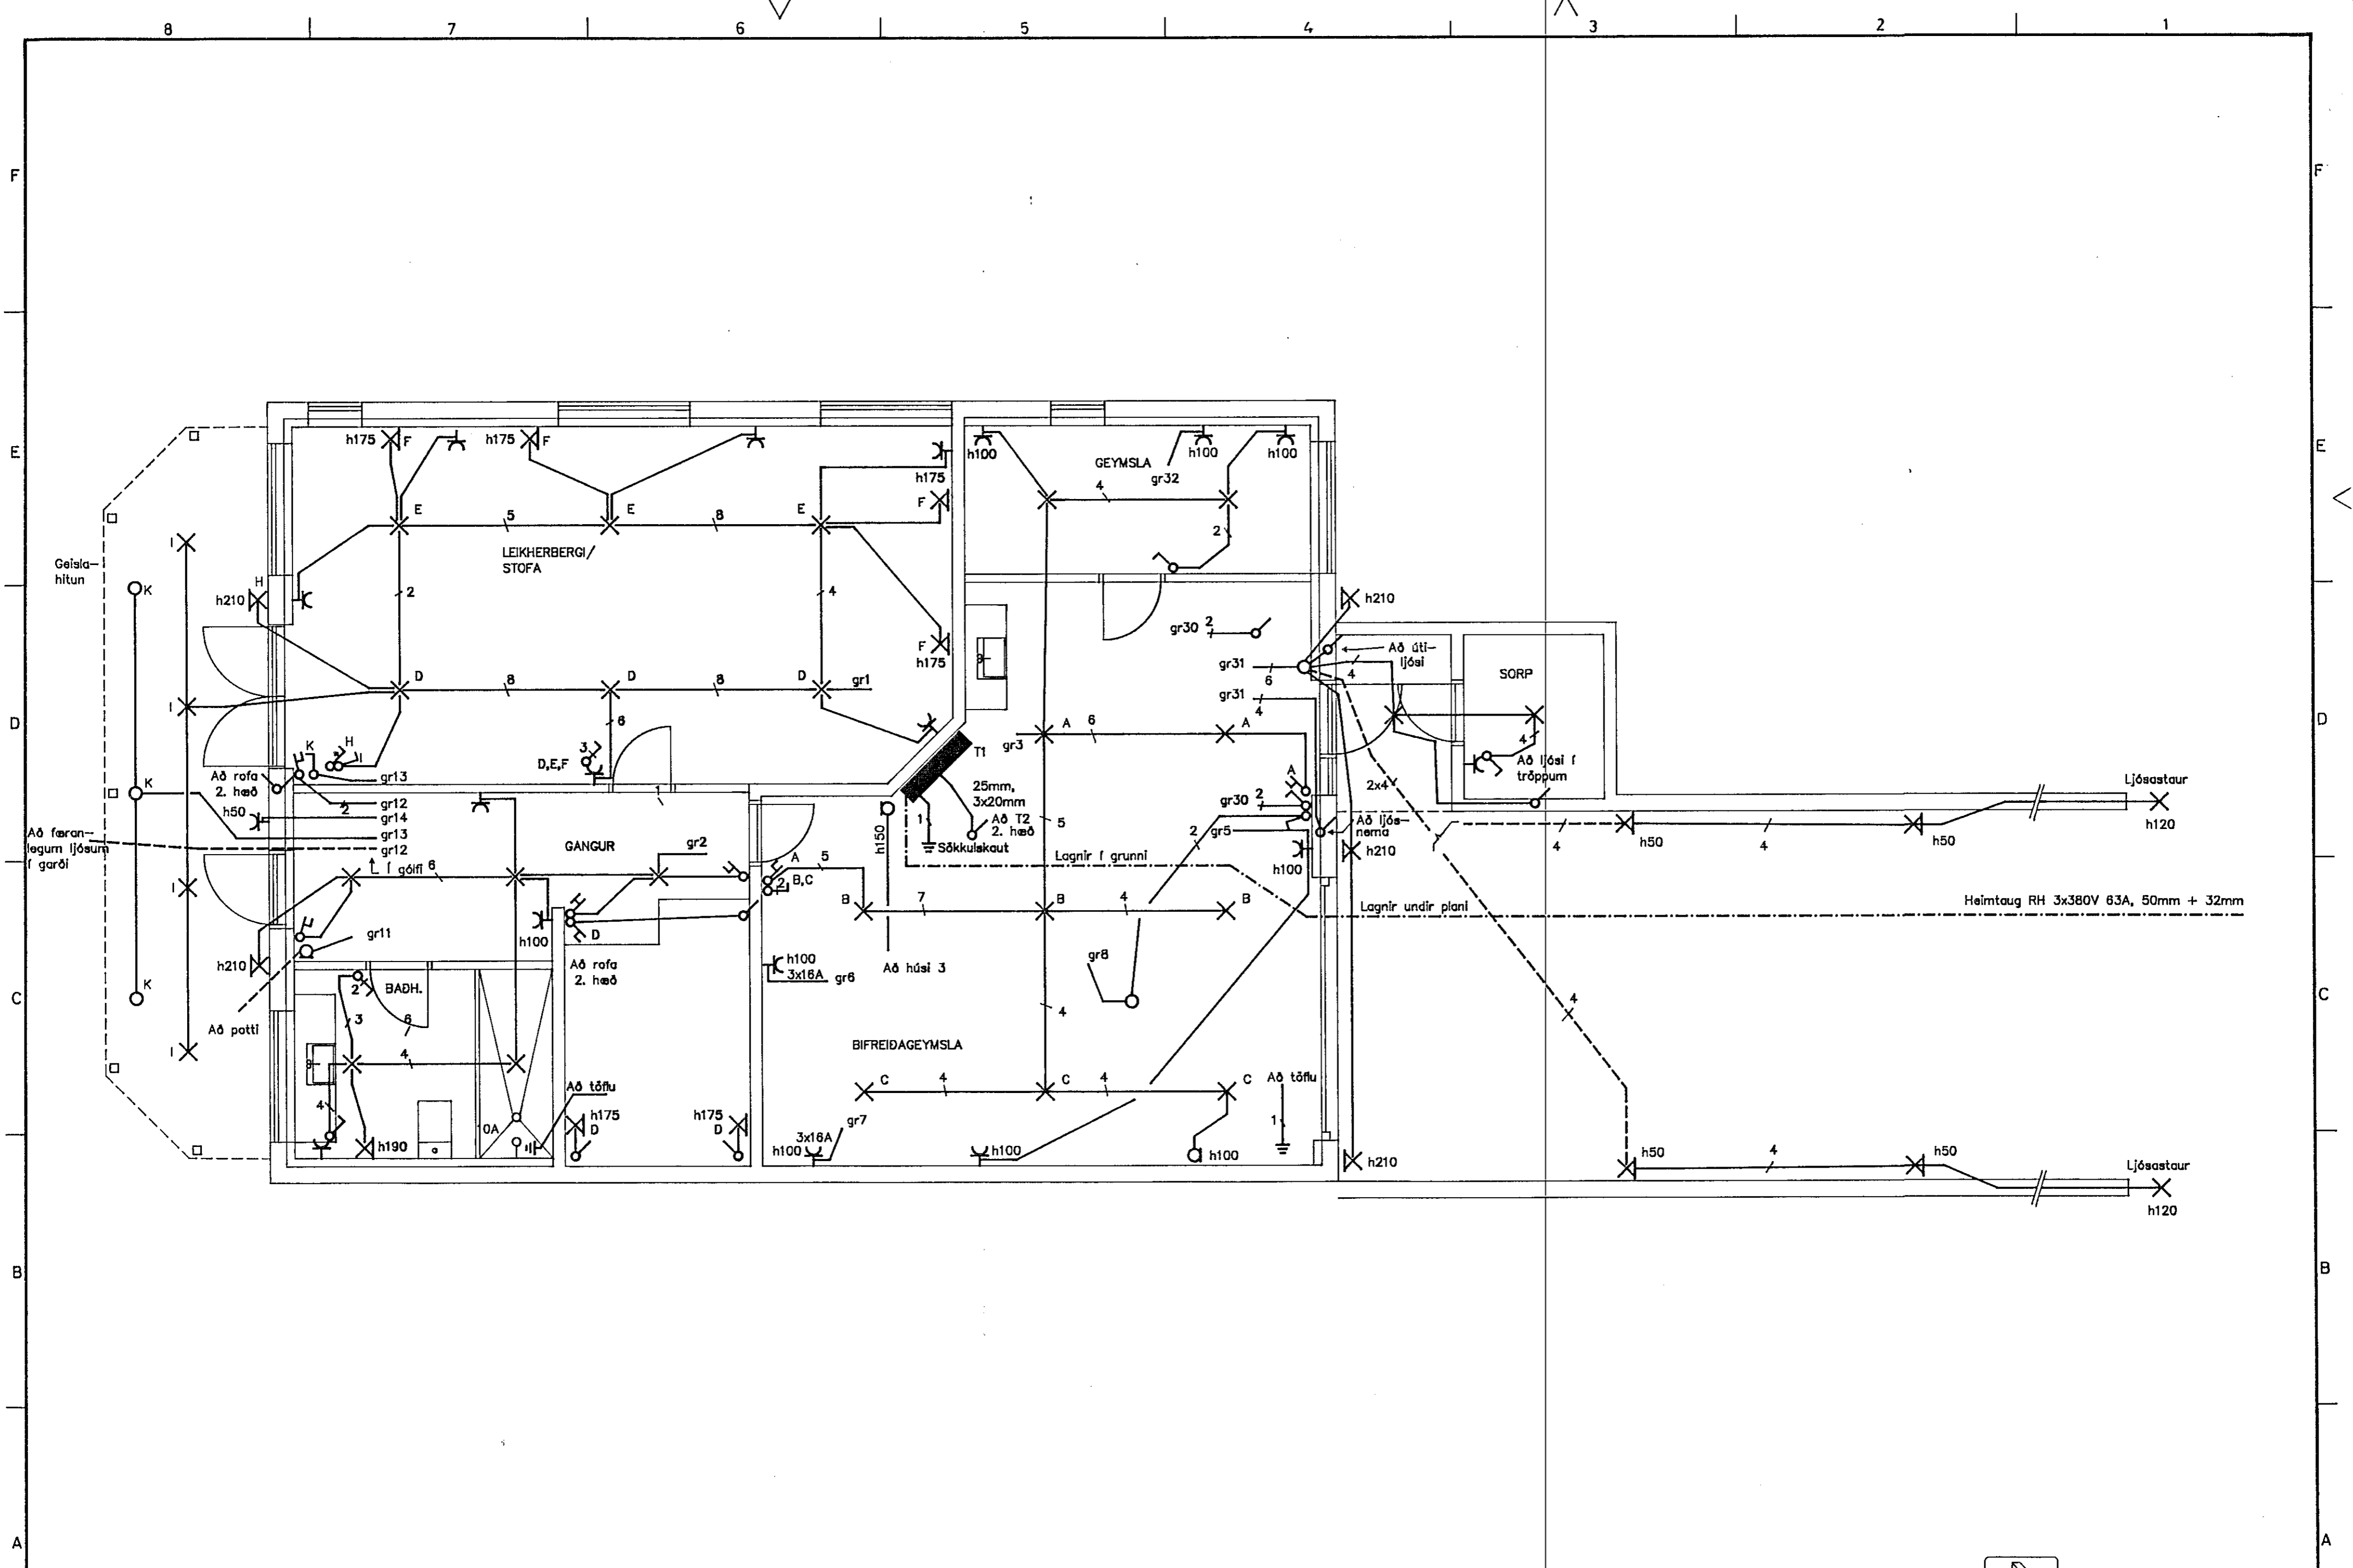 8 7 6 5 4 3 2 1
F F
E E
D D
C C
B B
A A
h175 F
h175 F
h175
F
F
h175
h100
GEYMSLA
gr32
h100
h100
4
2
E 5 E 8 E
LEIKHERBERGI/
STOFA
2
4
I
Geisla-
hitun
K
H
h210
D 8 D 8 D gr1
6
I
K
H
I
3
D,E,F
gr13
Að rofa
2. hæð
K
gr12
2
gr14
h50
gr13
gr12
Að færan-
legum ljósum
í garði
Í gólfi
6
GANGUR
gr2
1
I
h210
gr11
h100
D
Að rofa
2. hæð
K
Að potti
2
BAÐH.
3
6
4
I
4
h190
0A
Að töflu
h175
D
h175
D
T1
25mm,
3x20mm
Að T2
2. hæð
1
Sökkulskaut
h150
Að húsi 3
gr3
A 6 A
5
gr30 2
gr31
6
gr31
4
h210
Að úti-
ljósi
4
SORP
4
Að ljósi í
tröppum
A
gr30 2
gr5
2
Að ljós-
nema
h100
h210
2x4
Lagnir í grunni
Lagnir undir plani
Heimtaug RH 3x380V 63A, 50mm + 32mm
A 5
2 B,C
B 7 B 4 B
h100
3x16A
gr6
gr8
4
BIFREIÐAGEYMSLA
C 4 C 4 C
Að töflu
1
gr7
3x16A
h100
h100
h100
h210
4
h50
4
h50
Ljósastaur
h120
4
h50
4
h50
Ljósastaur
h120